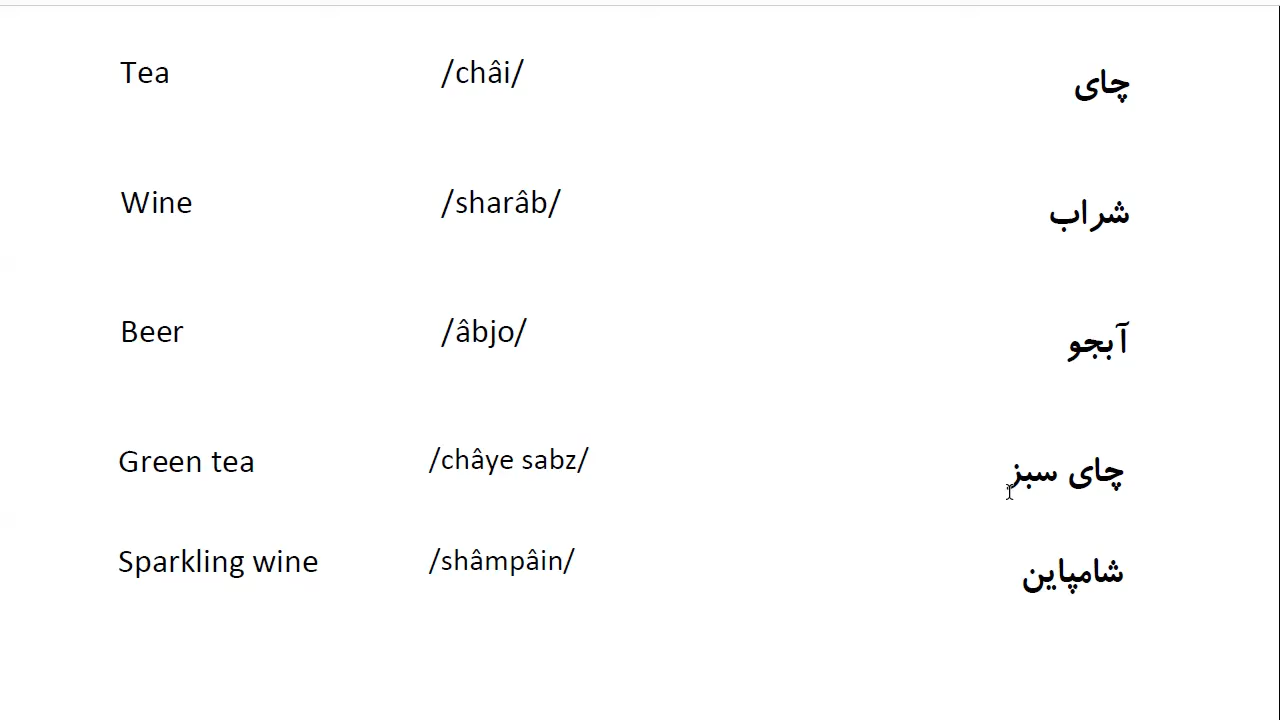 Tea /châi/ چای
Wine /sharâb/ شراب
Beer /âbjo/ آبجو
Green tea /châye sabz/ چای سبز
Sparkling wine /shâmpâin/ شامپاین